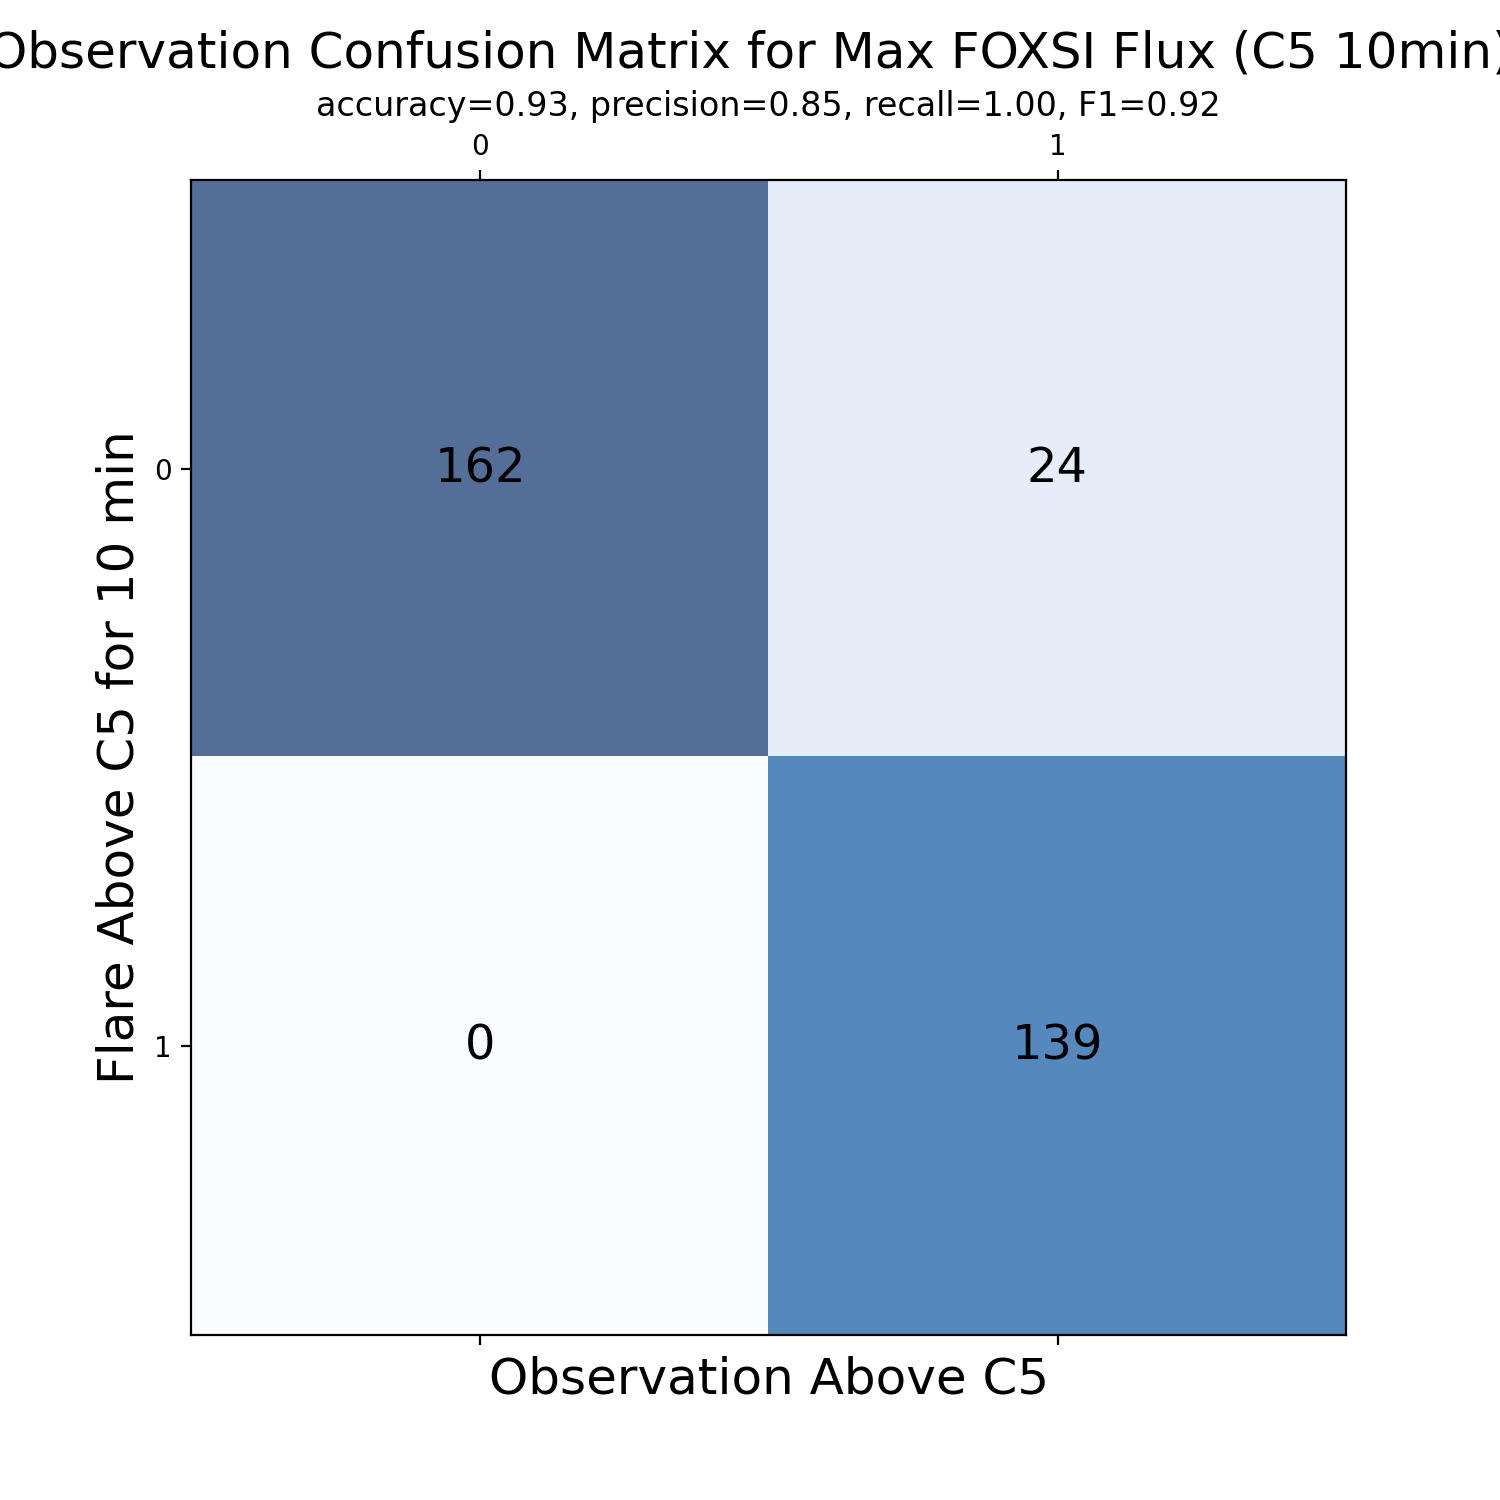 Observation Confusion Matrix for Max FOXSI Flux (C5 10min)
accuracy=0.93, precision=0.85, recall=1.00, F1=0.92
0 1
Flare Above C5 for 10 min
0
162 24
1
0 139
Observation Above C5